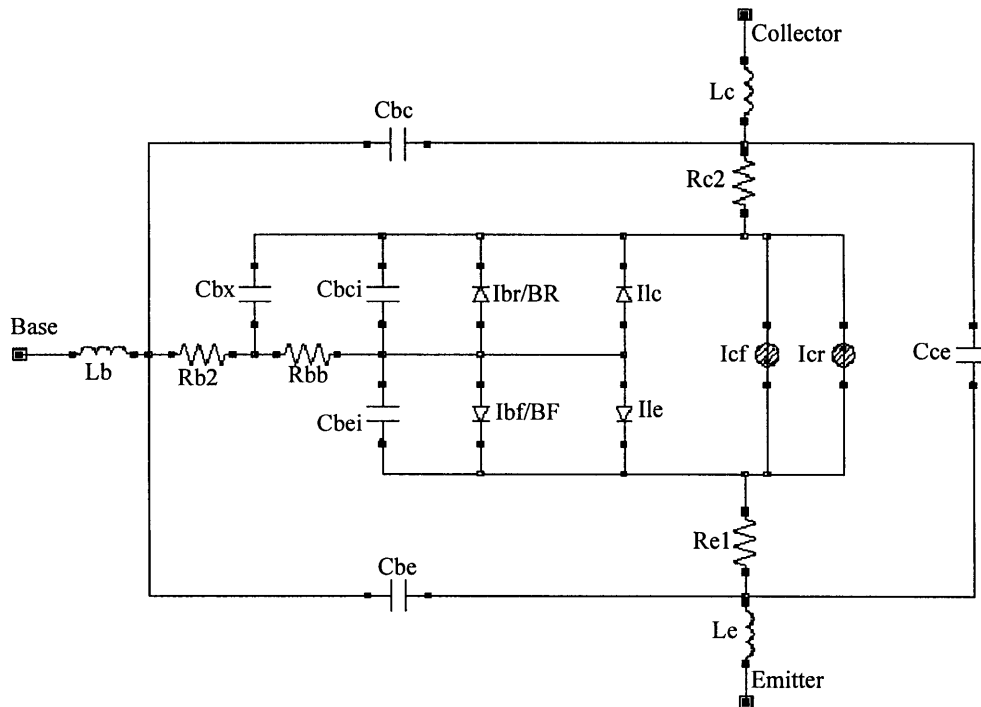 Collector
Lc
Cbc
Rc2
Cbx
Cbci
Ibr/BR
Ilc
Base
Lb
Rb2
Rbb
Icf
Icr
Cce
Cbei
Ibf/BF
Ile
Re1
Cbe
Le
Emitter